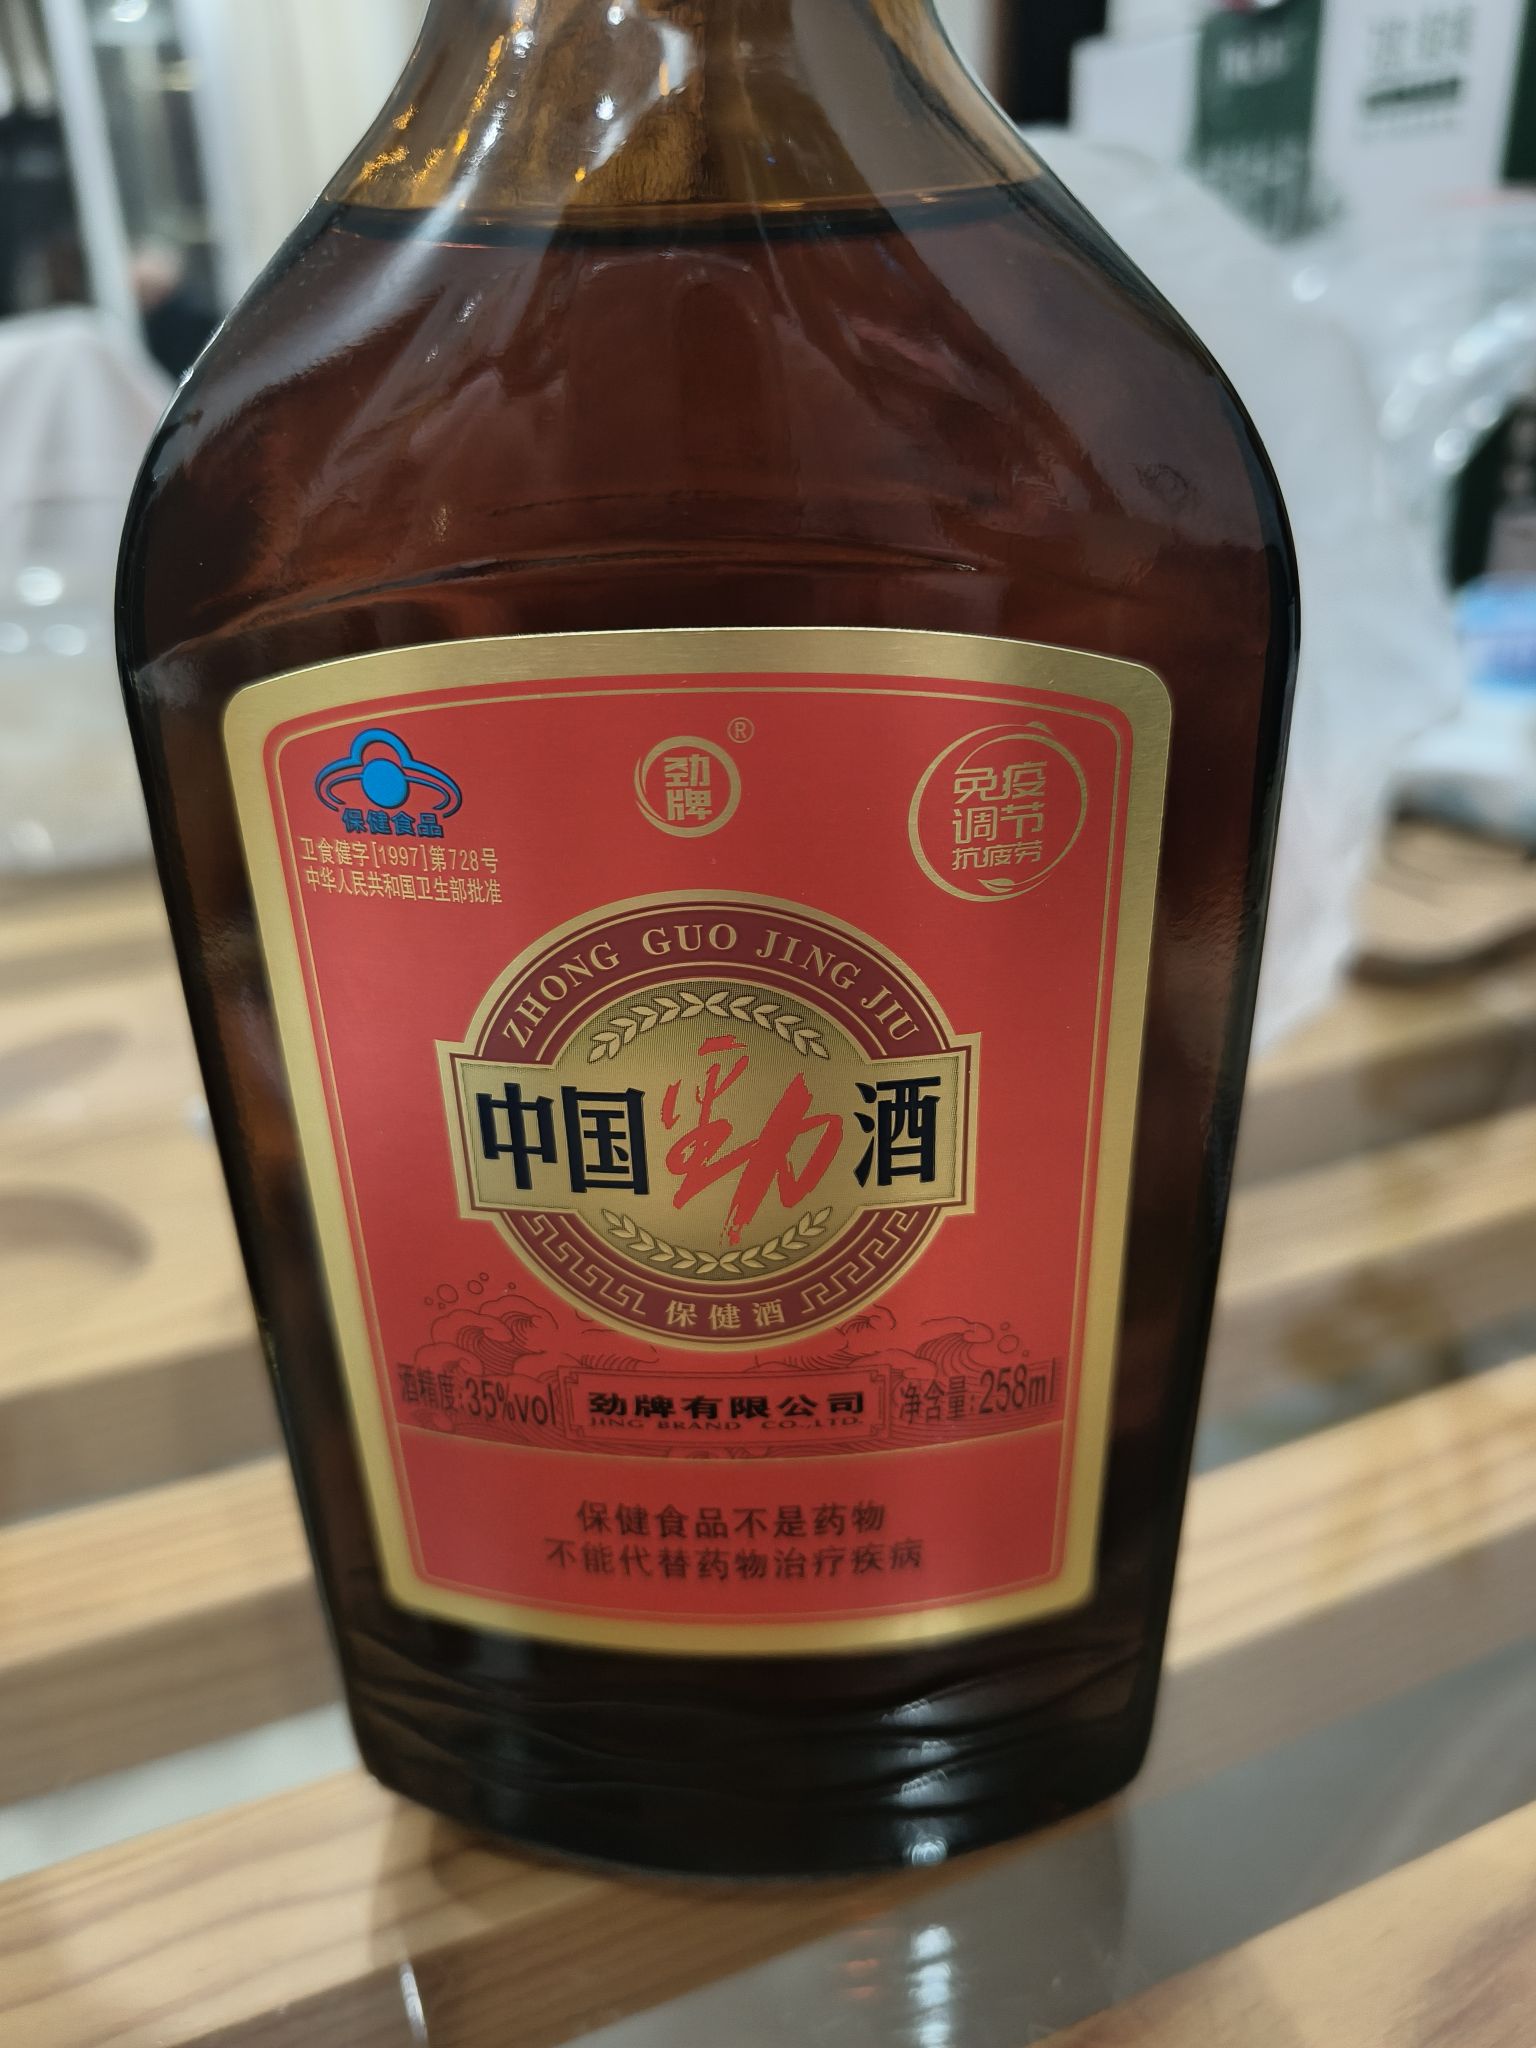 劲
牌
®
免疫
调节
抗疲劳
保健食品
卫食健字[1997]第728号
中华人民共和国卫生部批准
ZHONG GUO JING JIU
中国劲酒
保健酒
酒精度:35%vol
劲牌有限公司
JING BRAND CO.,LTD.
净含量:258ml
保健食品不是药物
不能代替药物治疗疾病